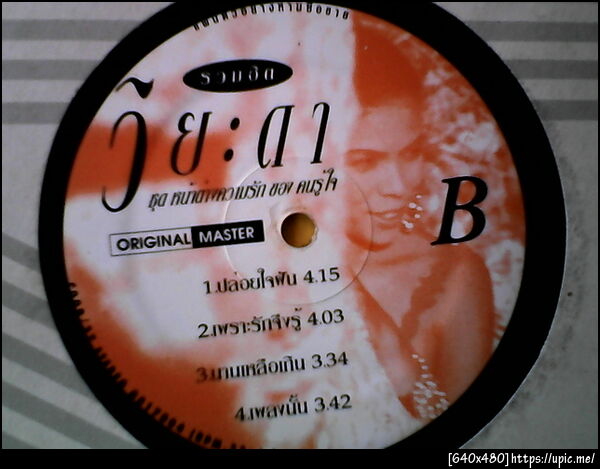 รวมฮิต
วิยะดา
ชุด หน้าต่างความรัก ของ คนรู้ใจ
B
ORIGINAL MASTER
1.ปล่อยใจฝัน 4.15
2.เพราะรักจึงรู้ 4.03
3.นานเหลือเกิน 3.34
4.เพลงนั้น 3.42
[640x480]https://upic.me/